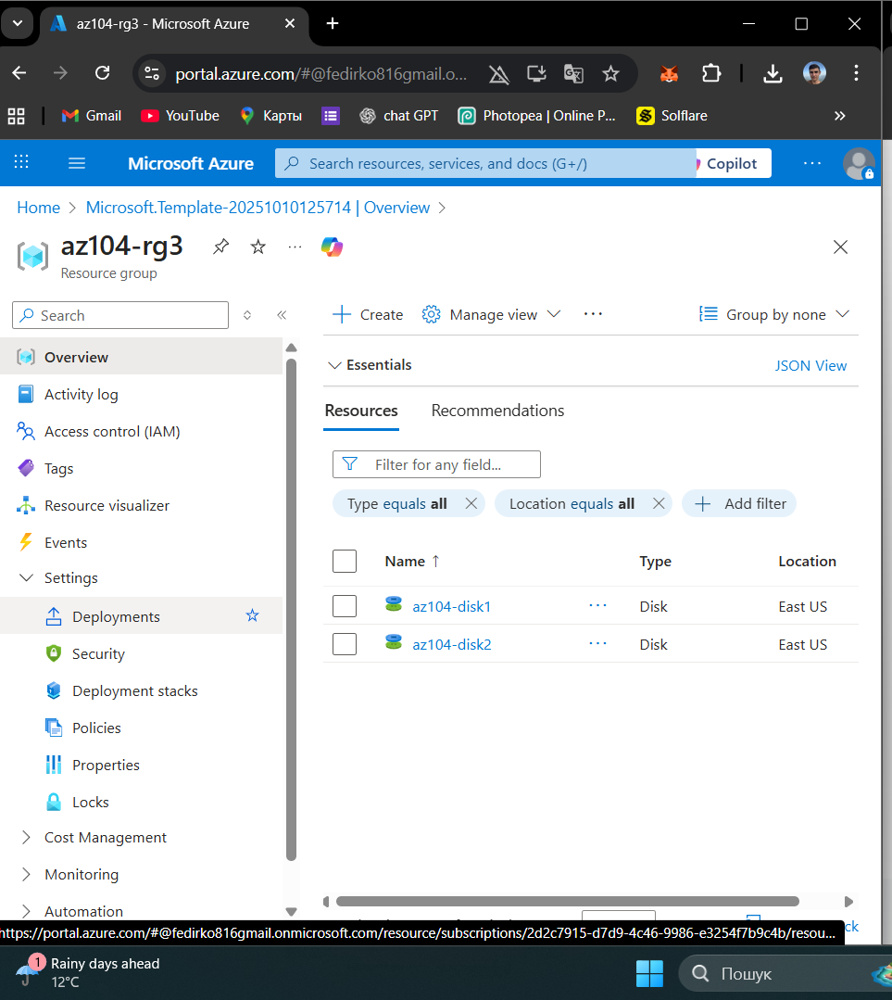 az104-rg3 - Microsoft Azure
portal.azure.com/#@fedirko816gmail.o...
Gmail YouTube Карты chat GPT Photopea | Online P... Solflare
Microsoft Azure Search resources, services, and docs (G+/) Copilot
Home > Microsoft.Template-20251010125714 | Overview >
az104-rg3
Resource group
Search
Overview
Activity log
Access control (IAM)
Tags
Resource visualizer
Events
Settings
Deployments
Security
Deployment stacks
Policies
Properties
Locks
Cost Management
Monitoring
Automation
Create Manage view Group by none
Essentials JSON View
Resources Recommendations
Filter for any field...
Type equals all Location equals all Add filter
Name ↑ Type Location
az104-disk1 Disk East US
az104-disk2 Disk East US
https://portal.azure.com/#@fedirko816gmail.onmicrosoft.com/resource/subscriptions/2d2c7915-d7d9-4c46-9986-e3254f7b9c4b/resou...
1
Rainy days ahead
12°C
Пошук